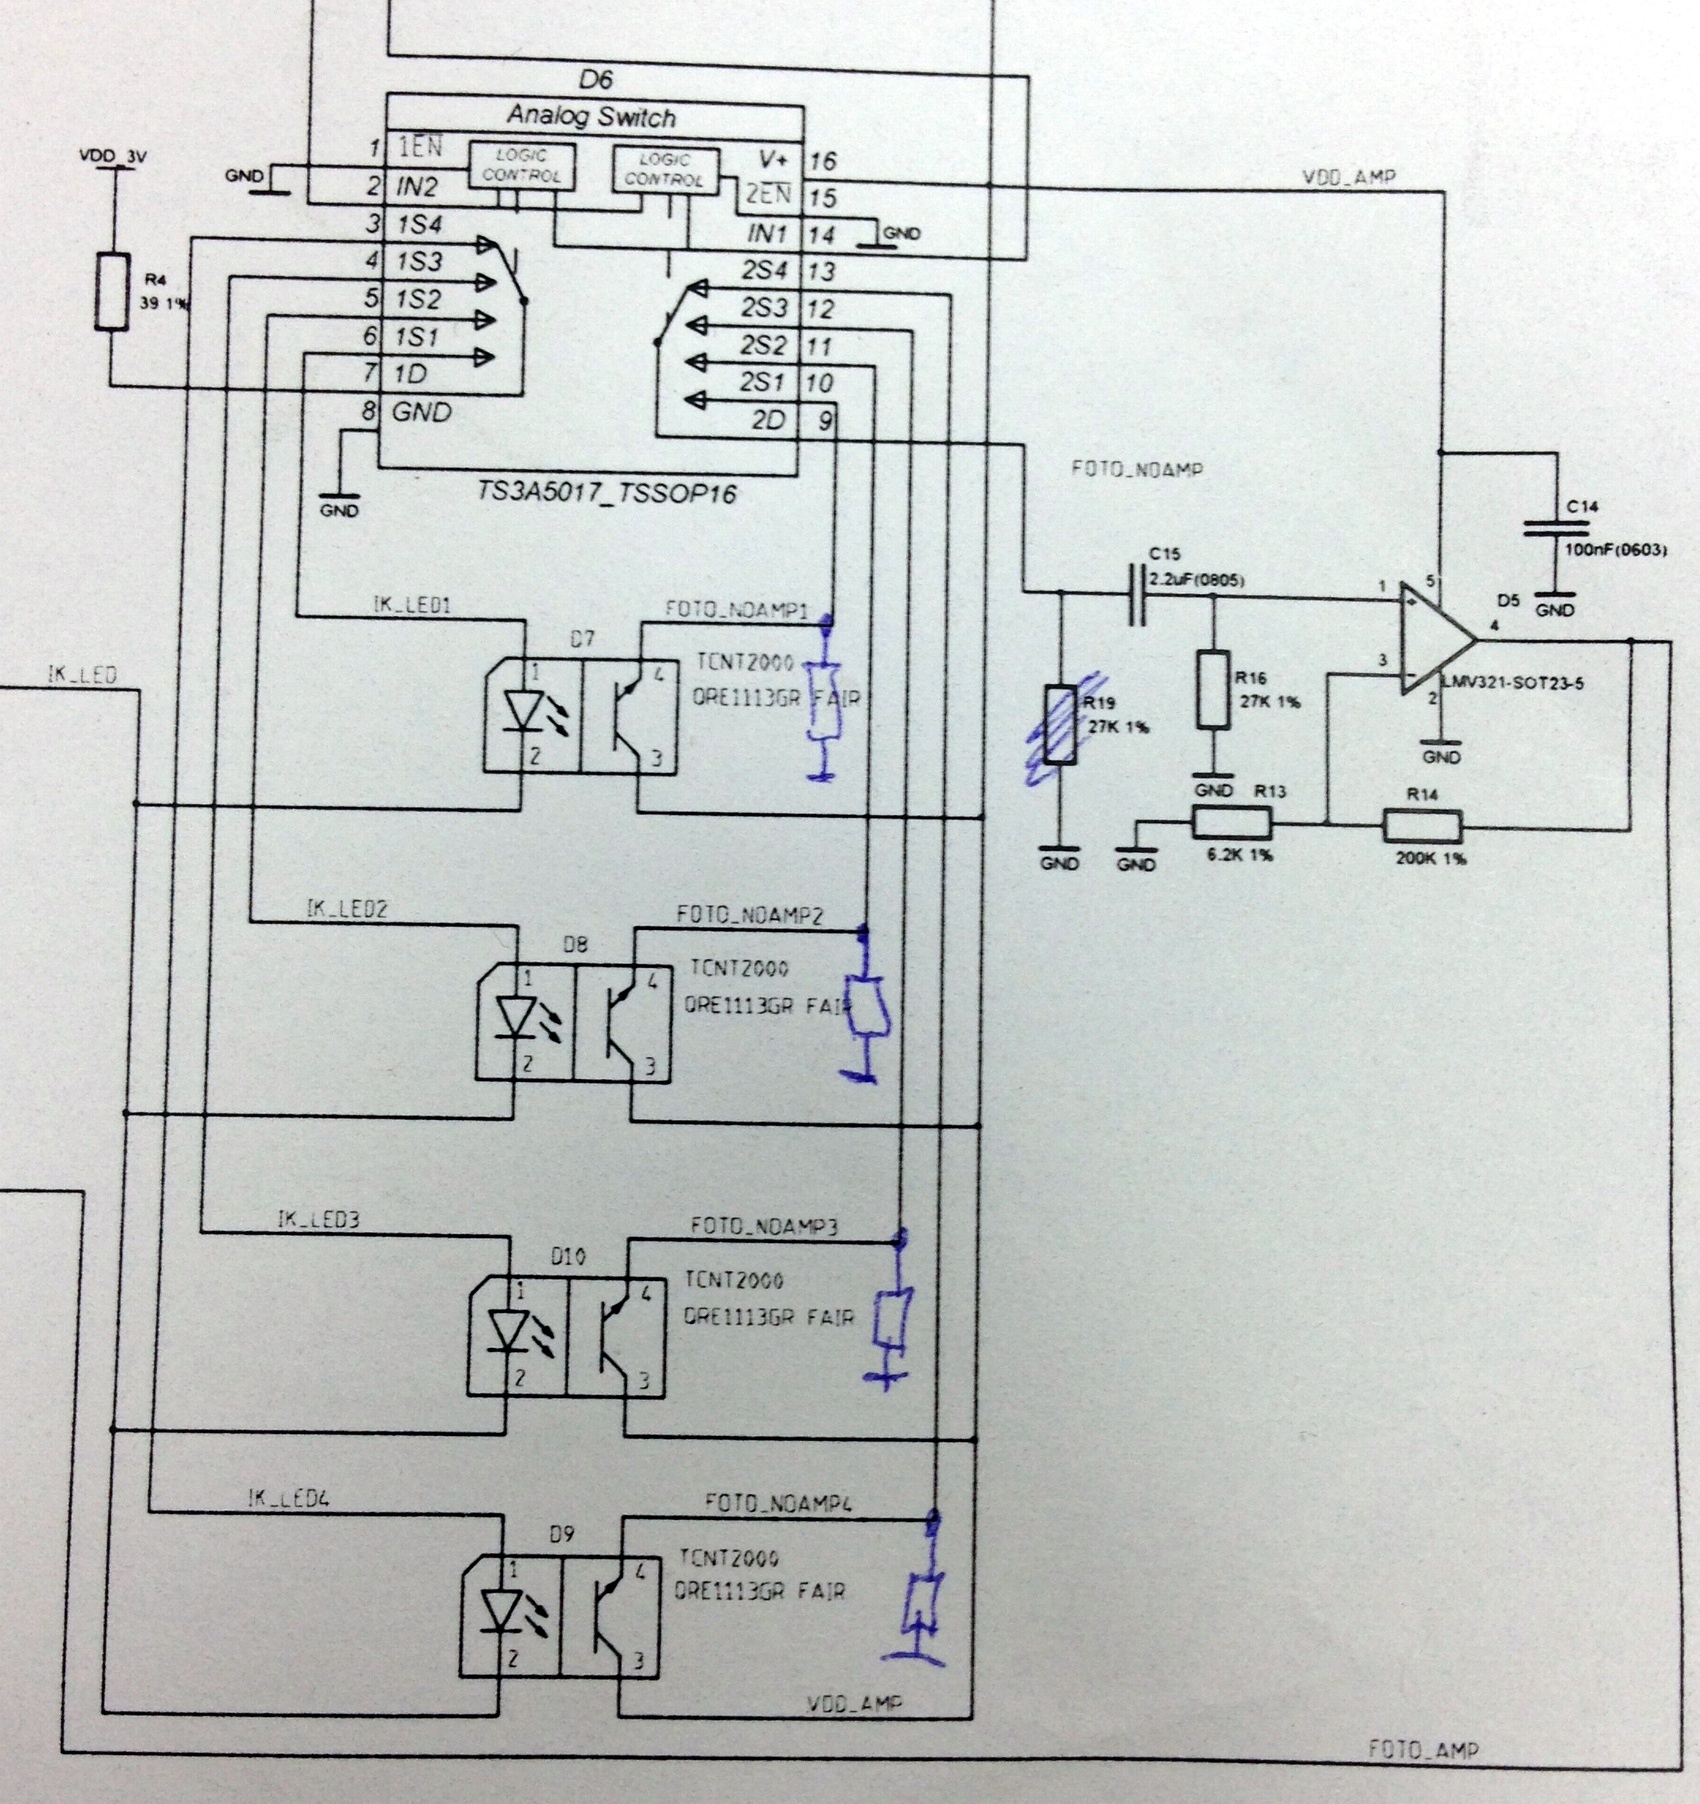 D6
Analog Switch
1 1EN LOGIC CONTROL LOGIC CONTROL V+ 16
2 IN2 2EN 15
3 1S4 IN1 14
4 1S3 2S4 13
5 1S2 2S3 12
6 1S1 2S2 11
7 1D 2S1 10
8 GND 2D 9
TS3A5017_TSSOP16
VDD_3V
GND
R4
39 1%
GND
GND
VDD_AMP
FOTO_NOAMP
C15
2.2uF(0805)
C14
100nF(0603)
GND
1 5 D5
4
3
2 LMV321-SOT23-5
GND
R19
27K 1%
GND
R16
27K 1%
GND
R13
6.2K 1%
GND
R14
200K 1%
IK_LED
IK_LED1 FOTO_NOAMP1
D7
1 4 TCNT2000
QRE1113GR FAIR
2 3
IK_LED2 FOTO_NOAMP2
D8
1 4 TCNT2000
QRE1113GR FAIR
2 3
IK_LED3 FOTO_NOAMP3
D10
1 4 TCNT2000
QRE1113GR FAIR
2 3
IK_LED4 FOTO_NOAMP4
D9
1 4 TCNT2000
QRE1113GR FAIR
2 3
VDD_AMP
FOTO_AMP